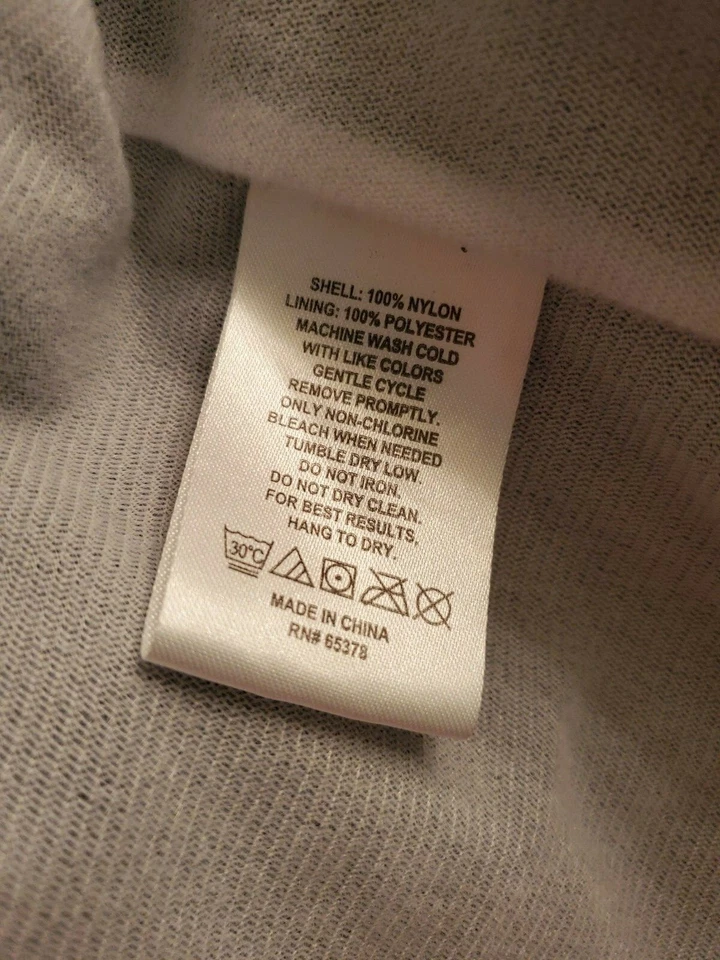 SHELL: 100% NYLON
LINING: 100% POLYESTER
MACHINE WASH COLD
WITH LIKE COLORS
GENTLE CYCLE
REMOVE PROMPTLY.
ONLY NON-CHLORINE
BLEACH WHEN NEEDED
TUMBLE DRY LOW.
DO NOT IRON.
DO NOT DRY CLEAN.
FOR BEST RESULTS,
HANG TO DRY.
30°C
MADE IN CHINA
RN# 65378